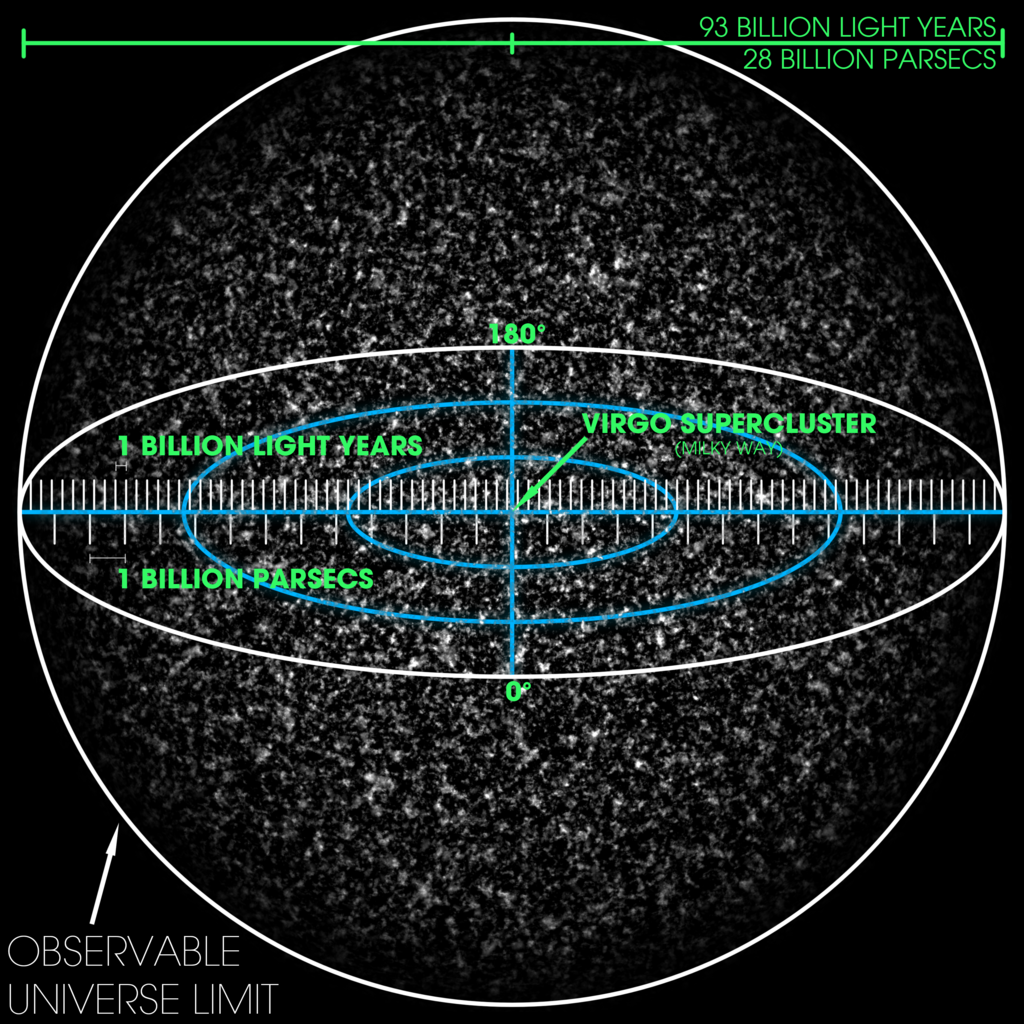 93 BILLION LIGHT YEARS
28 BILLION PARSECS
180°
VIRGO SUPERCLUSTER
(MILKY WAY)
1 BILLION LIGHT YEARS
1 BILLION PARSECS
0°
OBSERVABLE
UNIVERSE LIMIT